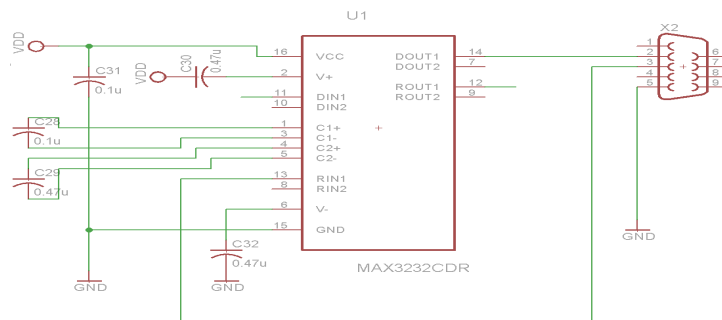 U1
X2
VDD
C31
0.1u
VDD
C30
0.47u
16 VCC DOUT1 14
2 V+ DOUT2 7
11 DIN1 ROUT1 12
10 DIN2 ROUT2 9
1 C1+
3 C1-
4 C2+
5 C2-
13 RIN1
8 RIN2
6 V-
15 GND
C28
0.1u
C29
0.47u
C32
0.47u
GND
GND
MAX3232CDR
1
2 6
3 7
4 8
5 9
GND